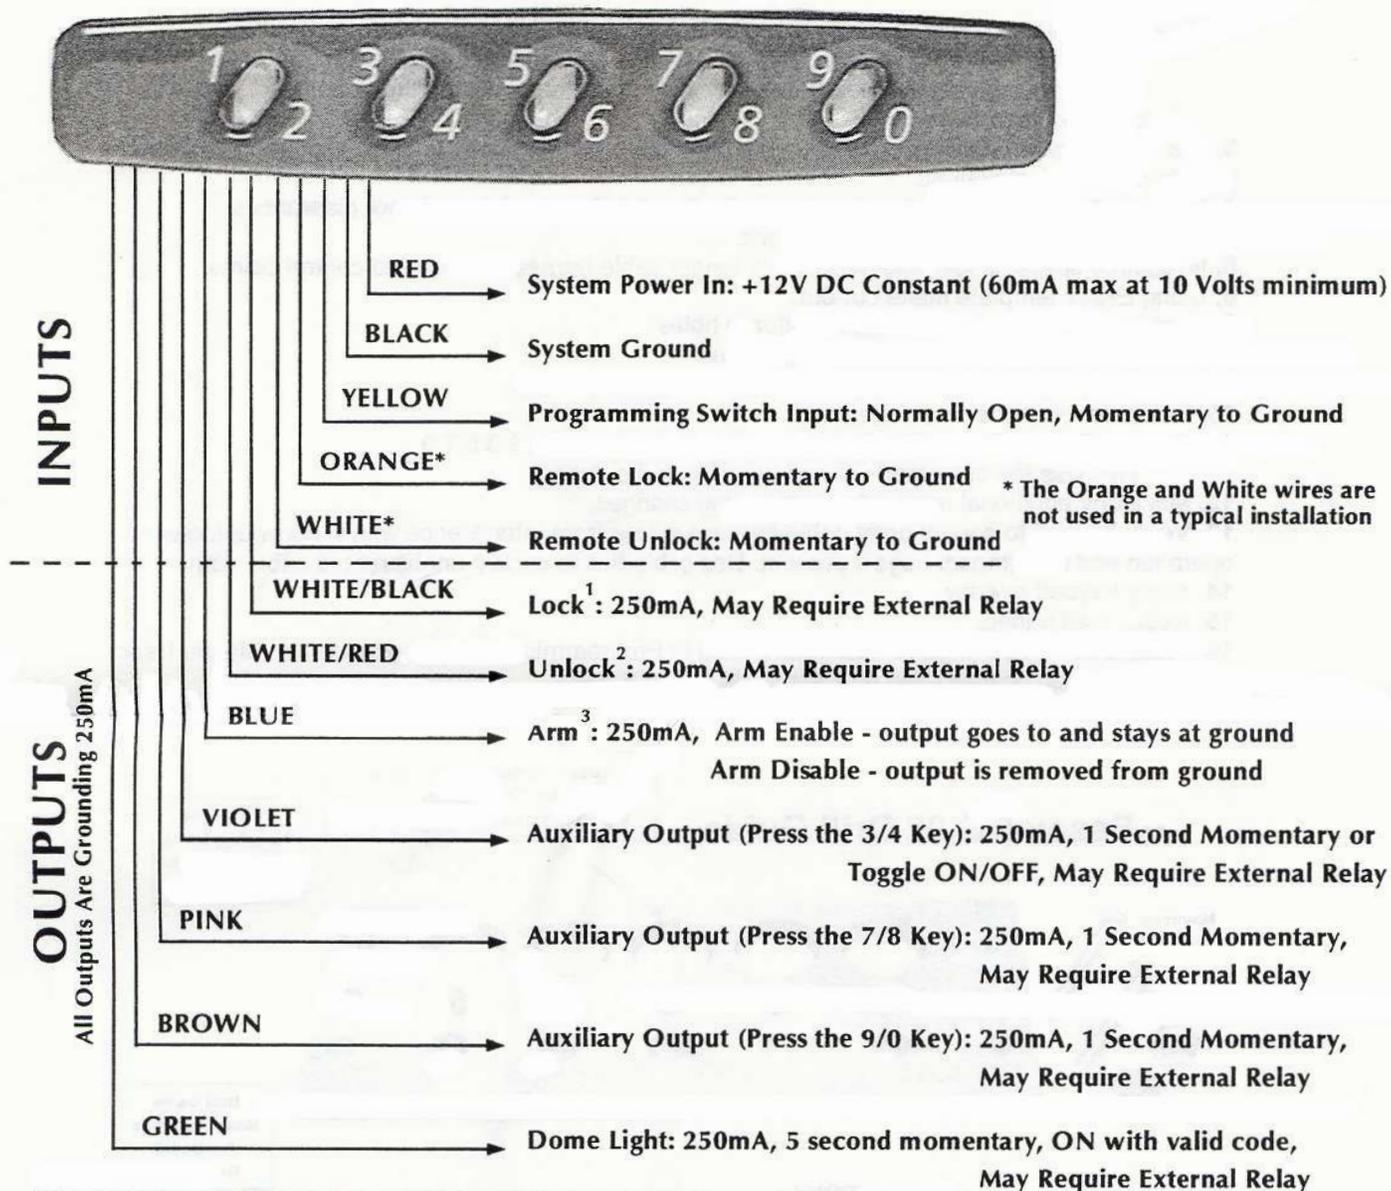 1 2 3 4 5 6 7 8 9 0
RED
System Power In: +12V DC Constant (60mA max at 10 Volts minimum)
BLACK
System Ground
YELLOW
Programming Switch Input: Normally Open, Momentary to Ground
ORANGE*
Remote Lock: Momentary to Ground
* The Orange and White wires are
not used in a typical installation
WHITE*
Remote Unlock: Momentary to Ground
INPUTS
WHITE/BLACK
Lock¹: 250mA, May Require External Relay
WHITE/RED
Unlock²: 250mA, May Require External Relay
BLUE
Arm³: 250mA, Arm Enable - output goes to and stays at ground
Arm Disable - output is removed from ground
VIOLET
Auxiliary Output (Press the 3/4 Key): 250mA, 1 Second Momentary or
Toggle ON/OFF, May Require External Relay
PINK
Auxiliary Output (Press the 7/8 Key): 250mA, 1 Second Momentary,
May Require External Relay
BROWN
Auxiliary Output (Press the 9/0 Key): 250mA, 1 Second Momentary,
May Require External Relay
GREEN
Dome Light: 250mA, 5 second momentary, ON with valid code,
May Require External Relay
OUTPUTS
All Outputs Are Grounding 250mA